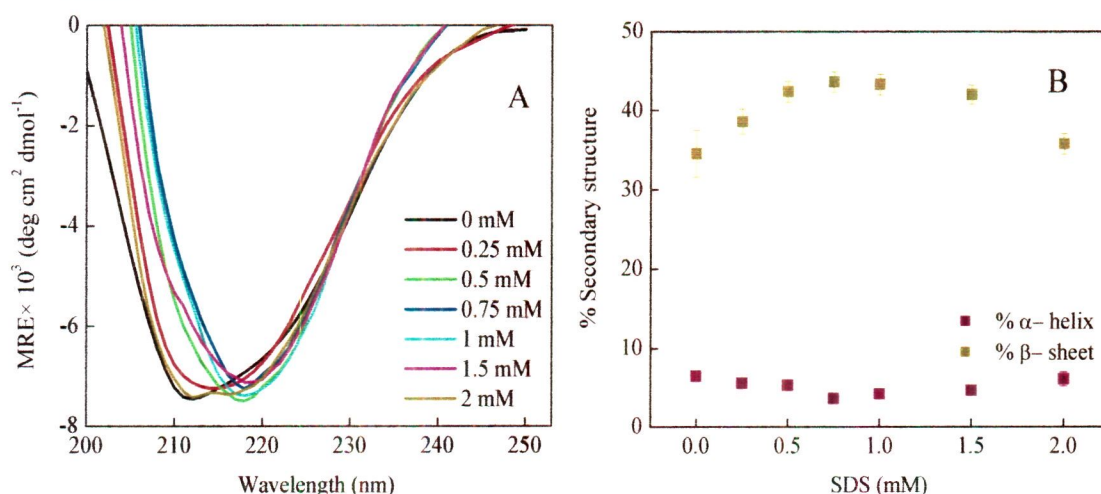 A
MRE× 10³ (deg cm² dmol⁻¹)
0
-2
-4
-6
-8
0 mM
0.25 mM
0.5 mM
0.75 mM
1 mM
1.5 mM
2 mM
200 210 220 230 240 250
Wavelength (nm)
B
% Secondary structure
50
40
30
20
10
0
% α– helix
% β– sheet
0.0 0.5 1.0 1.5 2.0
SDS (mM)